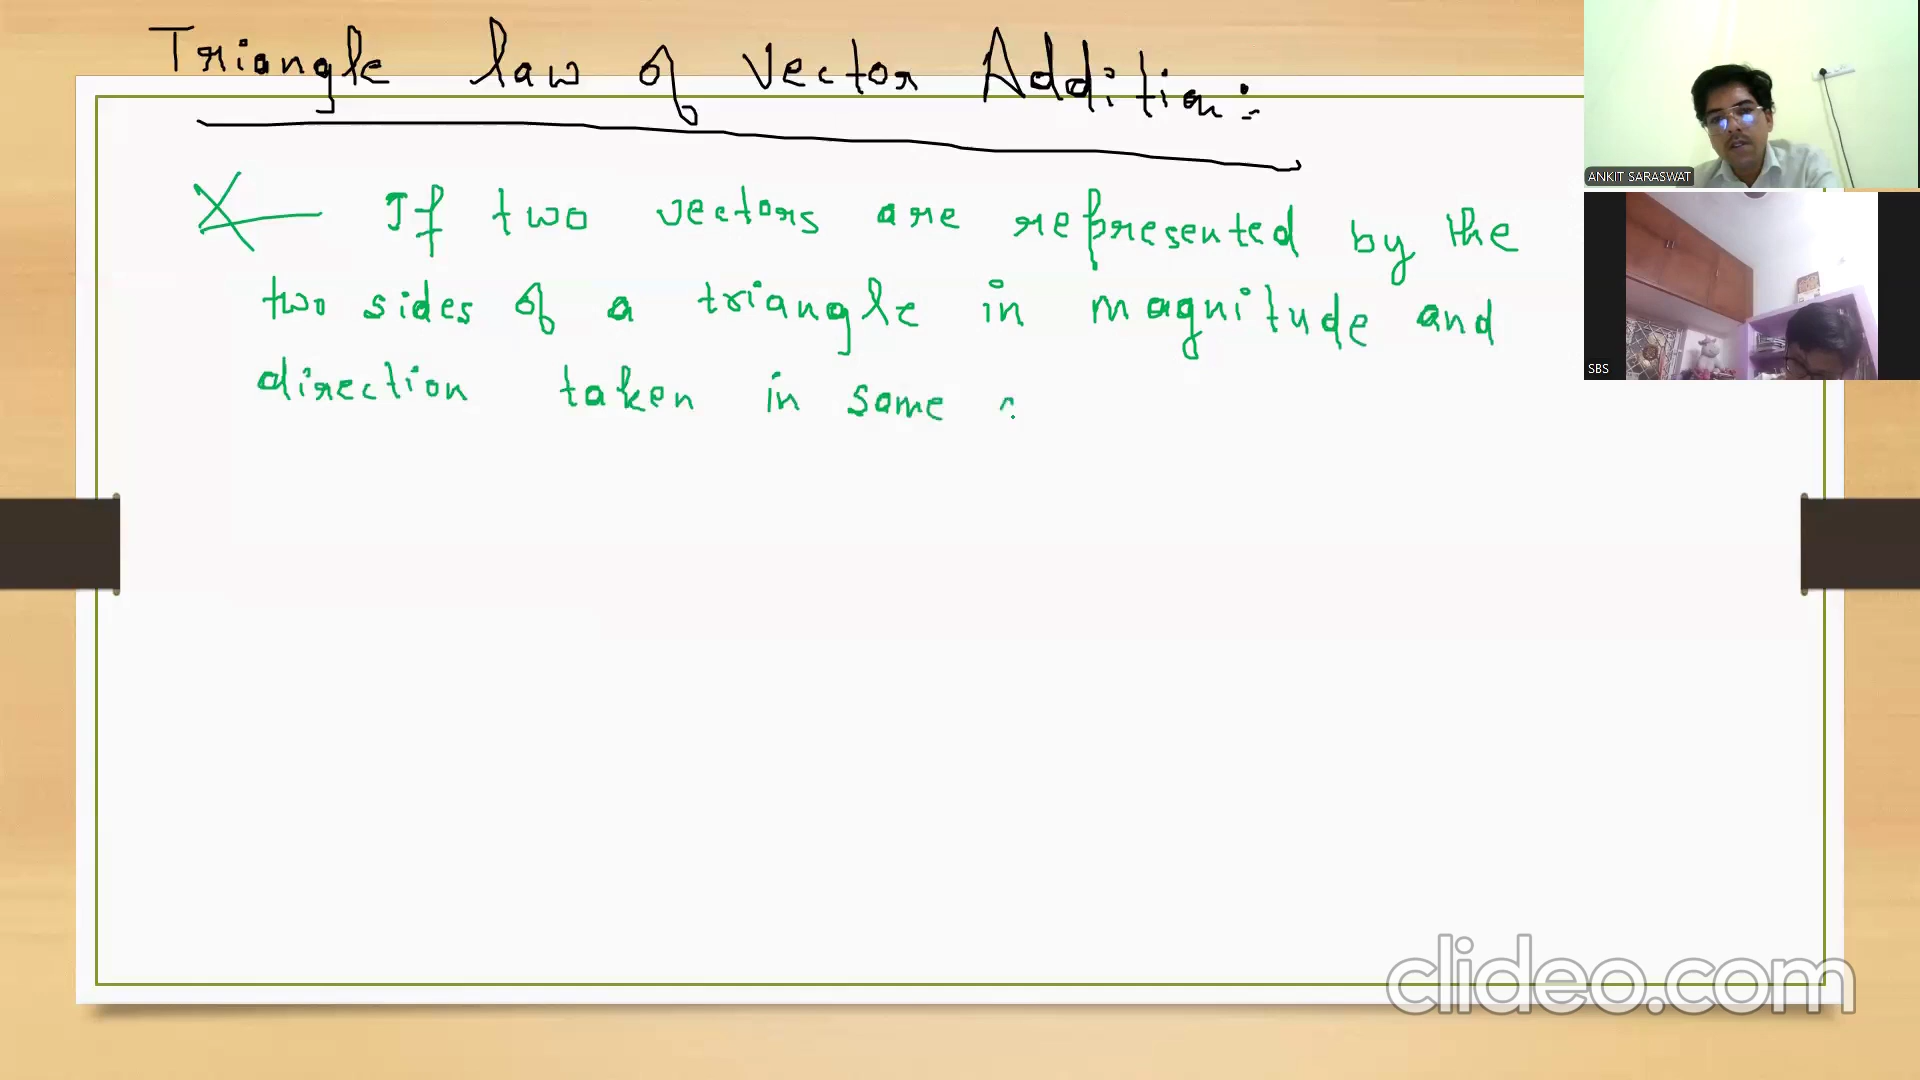 Triangle law of Vector Addition:
If two vectors are represented by the
two sides of a triangle in magnitude and
direction taken in same
ANKIT SARASWAT
SBS
clideo.com